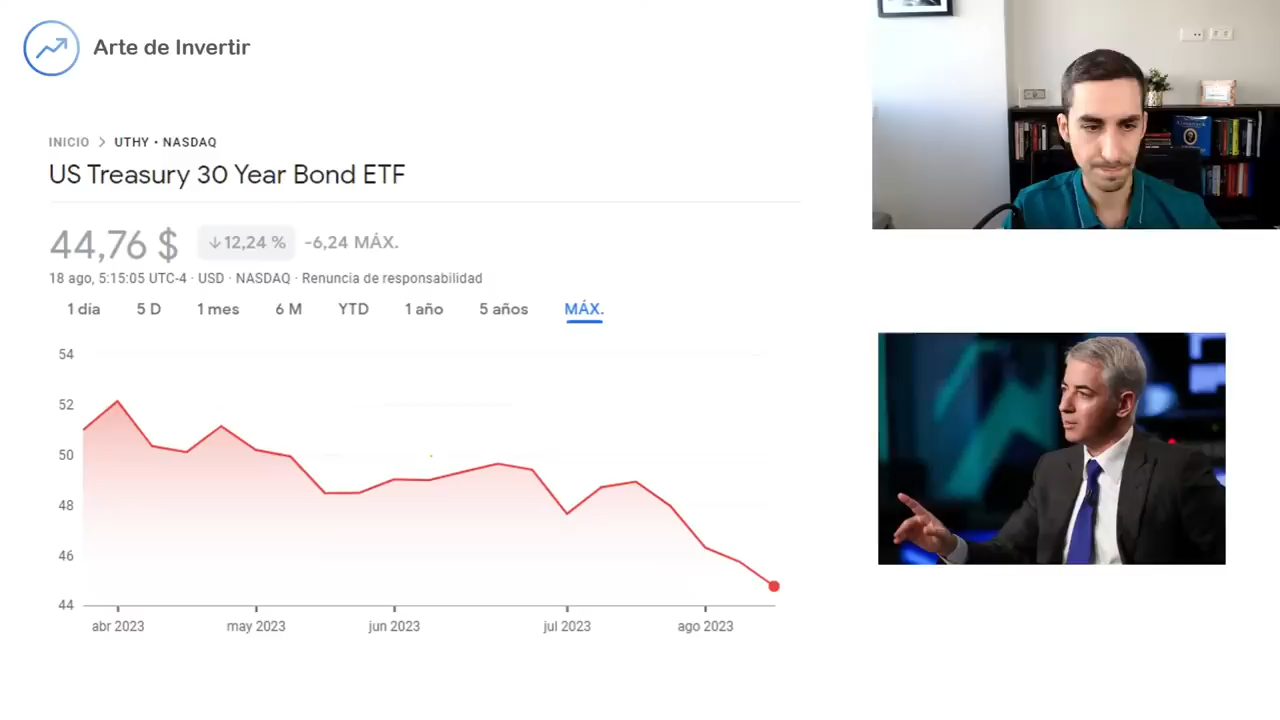 Arte de Invertir
INICIO > UTHY • NASDAQ
US Treasury 30 Year Bond ETF
44,76 $ ↓12,24 % -6,24 MÁX.
18 ago, 5:15:05 UTC-4 · USD · NASDAQ · Renuncia de responsabilidad
1 día 5 D 1 mes 6 M YTD 1 año 5 años MÁX.
54
52
50
48
46
44
abr 2023 may 2023 jun 2023 jul 2023 ago 2023